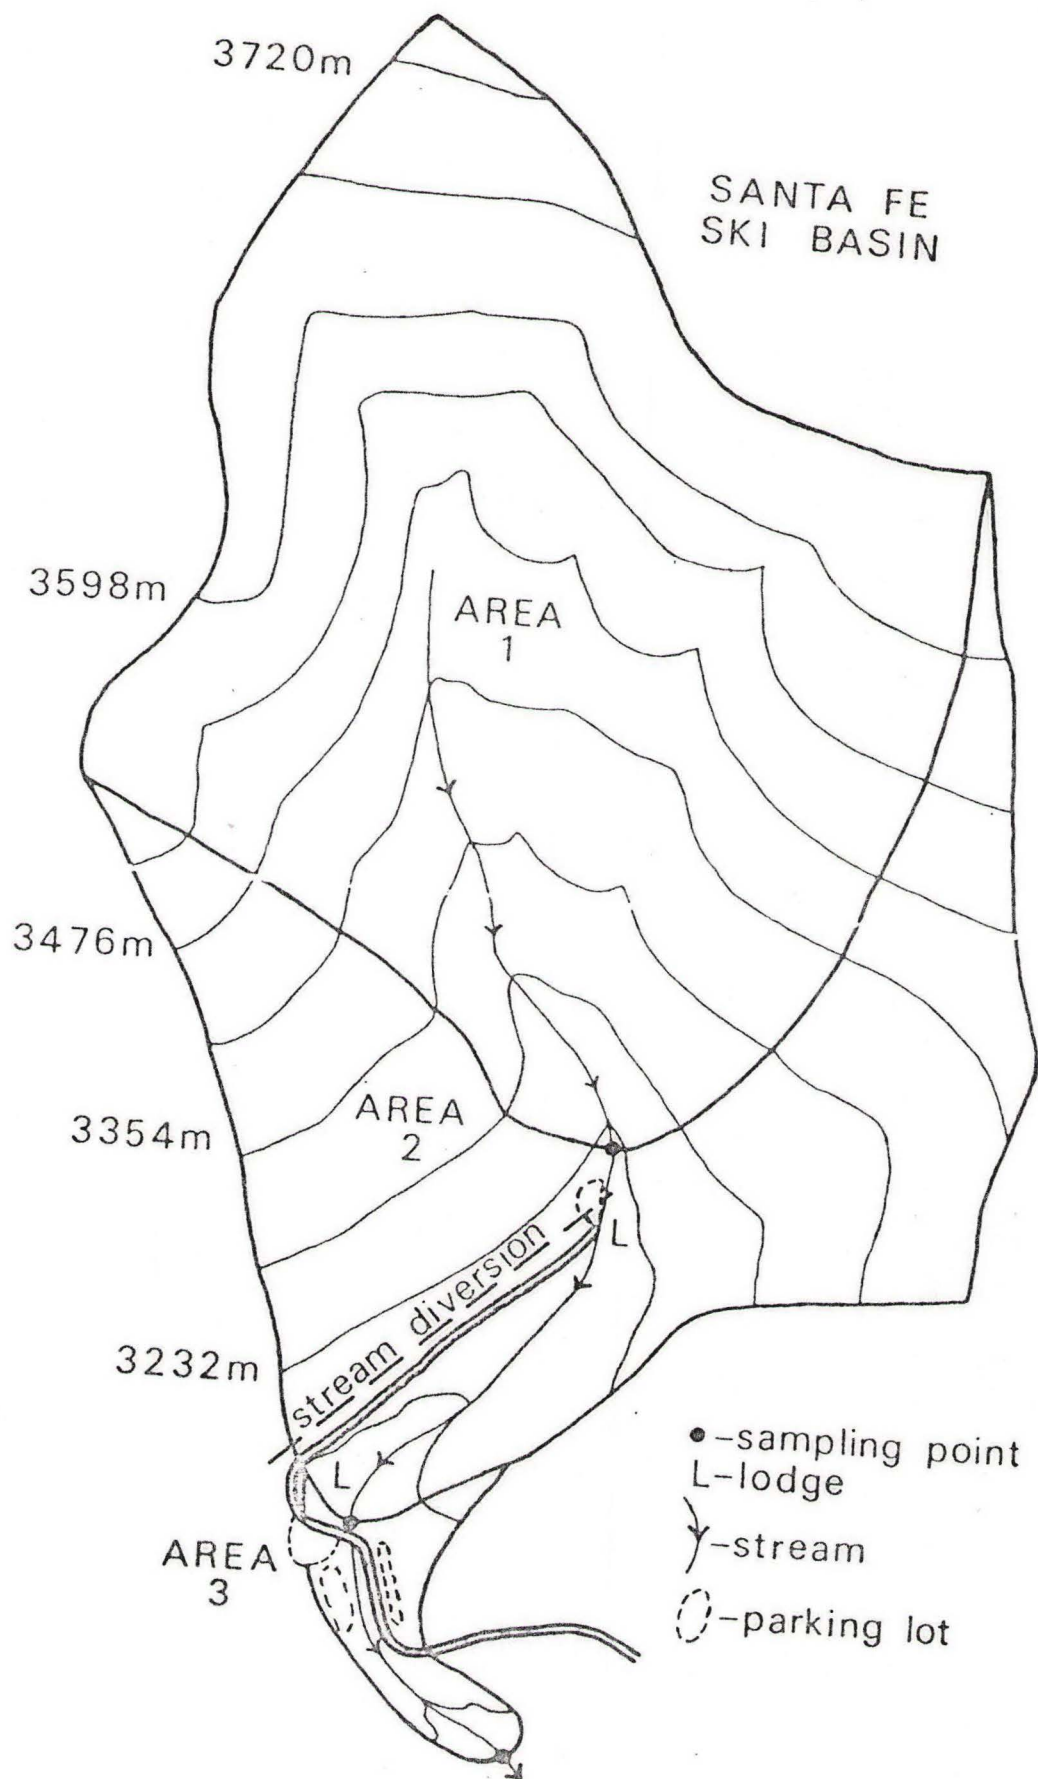 3720m
SANTA FE
SKI BASIN
3598m
AREA
1
3476m
3354m
AREA
2
L
stream diversion
3232m
L
AREA
3
•-sampling point
L-lodge
-stream
-parking lot